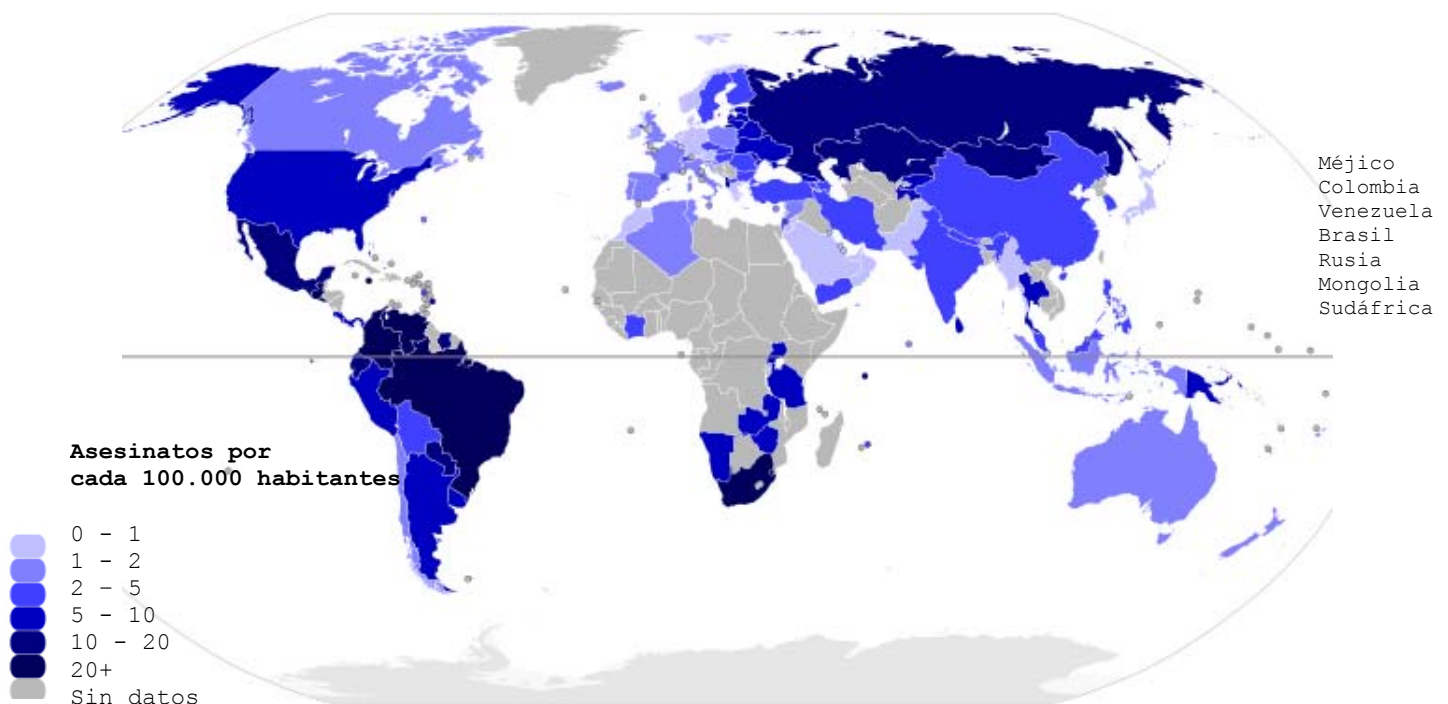 Méjico
Colombia
Venezuela
Brasil
Rusia
Mongolia
Sudáfrica
Asesinatos por
cada 100.000 habitantes
0 - 1
1 - 2
2 – 5
5 - 10
10 - 20
20+
Sin datos